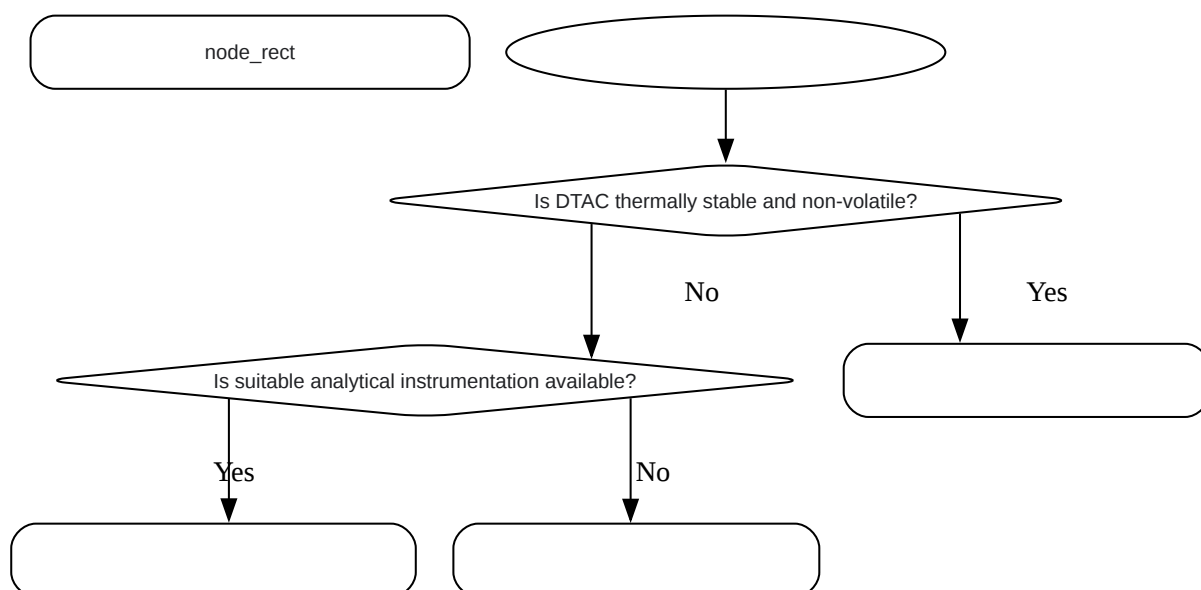 node_rect
Is DTAC thermally stable and non-volatile?
No
Yes
Is suitable analytical instrumentation available?
Yes
No